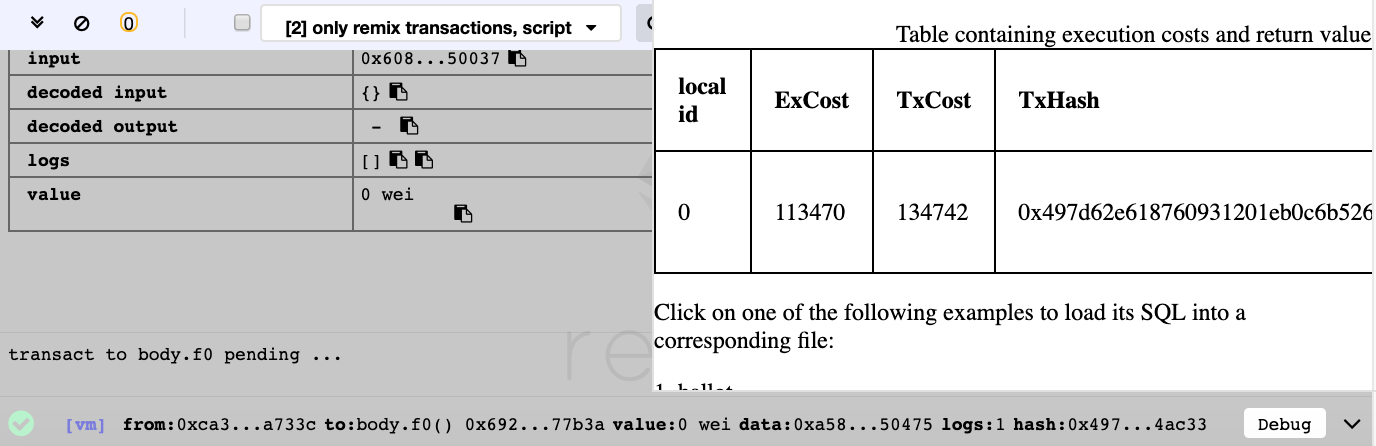 0
[2] only remix transactions, script
input 0x608...50037
decoded input {}
decoded output -
logs []
value 0 wei
transact to body.f0 pending ...
re
Table containing execution costs and return value
local id ExCost TxCost TxHash
0 113470 134742 0x497d62e618760931201eb0c6b526
Click on one of the following examples to load its SQL into a
corresponding file:
1. ballot
[vm] from:0xca3...a733c to:body.f0() 0x692...77b3a value:0 wei data:0xa58...50475 logs:1 hash:0x497...4ac33
Debug